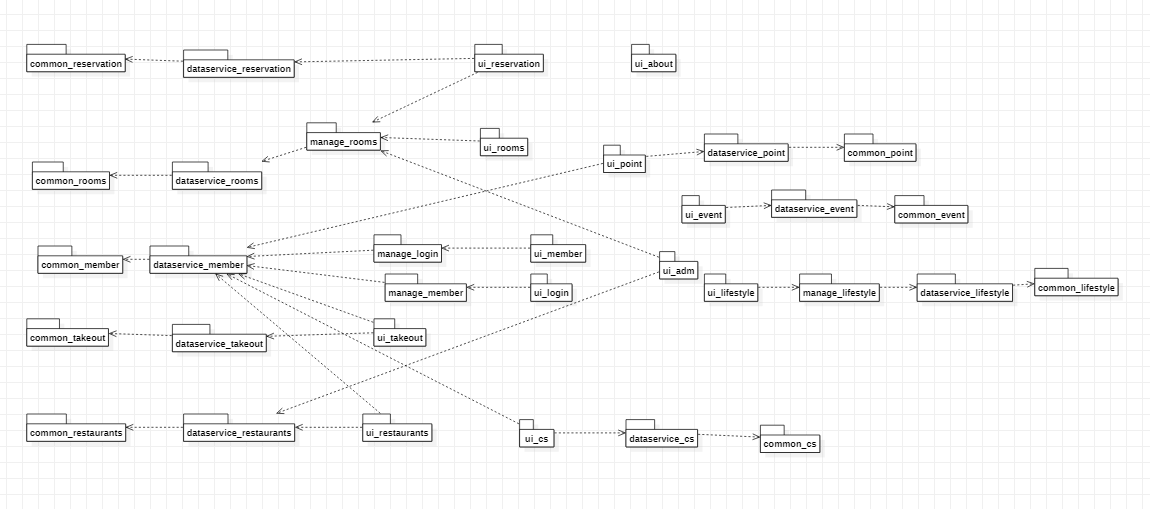 common_reservation
dataservice_reservation
ui_reservation
ui_about
manage_rooms
ui_rooms
ui_point
dataservice_point
common_point
common_rooms
dataservice_rooms
ui_event
dataservice_event
common_event
common_member
dataservice_member
manage_login
ui_member
ui_adm
manage_member
ui_login
ui_lifestyle
manage_lifestyle
dataservice_lifestyle
common_lifestyle
common_takeout
dataservice_takeout
ui_takeout
common_restaurants
dataservice_restaurants
ui_restaurants
ui_cs
dataservice_cs
common_cs